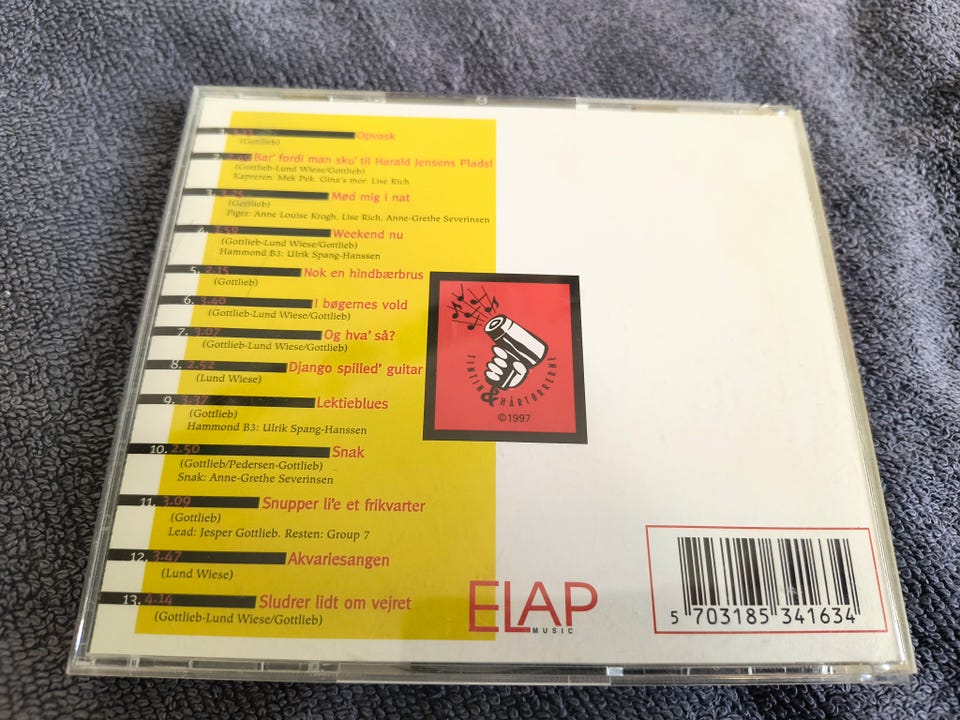 1. Opvask
(Gottlieb)
2. Bar' fordi man sku' til Harald Jensens Plads!
(Gottlieb-Lund Wiese/Gottlieb)
Kapreren: Mek Pek. Gina's mor: Lise Rich
3. Mød mig i nat
(Gottlieb)
Piger: Anne Louise Krogh, Lise Rich, Anne-Grethe Severinsen
4. 3.59 Weekend nu
(Gottlieb-Lund Wiese/Gottlieb)
Hammond B3: Ulrik Spang-Hanssen
5. 2.15 Nok en hindbærbrus
(Gottlieb)
6. 3.40 I bøgernes vold
(Gottlieb-Lund Wiese/Gottlieb)
7. 3.07 Og hva' så?
(Gottlieb-Lund Wiese/Gottlieb)
8. 2.52 Django spilled' guitar
(Lund Wiese)
9. 3.37 Lektieblues
(Gottlieb)
Hammond B3: Ulrik Spang-Hanssen
10. 2.50 Snak
(Gottlieb/Pedersen-Gottlieb)
Snak: Anne-Grethe Severinsen
11. 3.09 Snupper li'e et frikvarter
(Gottlieb)
Lead: Jesper Gottlieb. Resten: Group 7
12. 3.47 Akvariesangen
(Lund Wiese)
13. 4.14 Sludrer lidt om vejret
(Gottlieb-Lund Wiese/Gottlieb)
TINTIN & HÅRTØRRERNE
©1997
ELAP
MUSIC
5 703185 341634